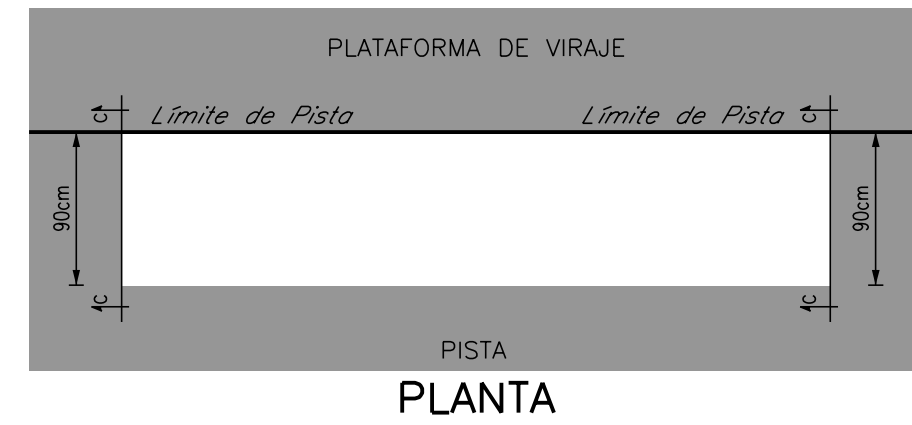 PLATAFORMA DE VIRAJE
C Límite de Pista Límite de Pista C
90cm 90cm
C C
PISTA
PLANTA